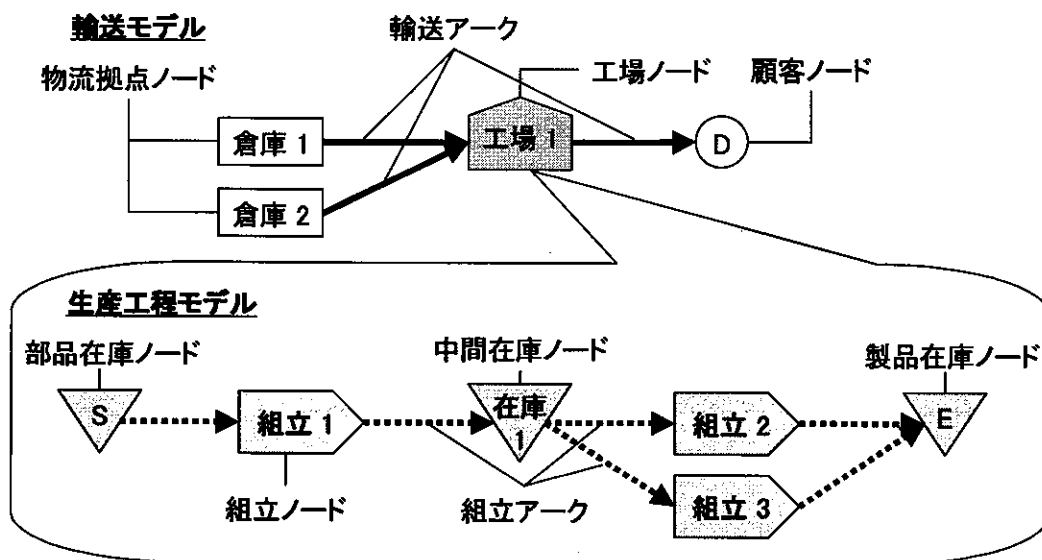 輸送モデル
輸送アーク
物流拠点ノード
工場ノード
顧客ノード
倉庫 1
工場 1
D
倉庫 2
生産工程モデル
部品在庫ノード
中間在庫ノード
製品在庫ノード
S
組立 1
在庫
1
組立 2
E
組立 3
組立ノード
組立アーク